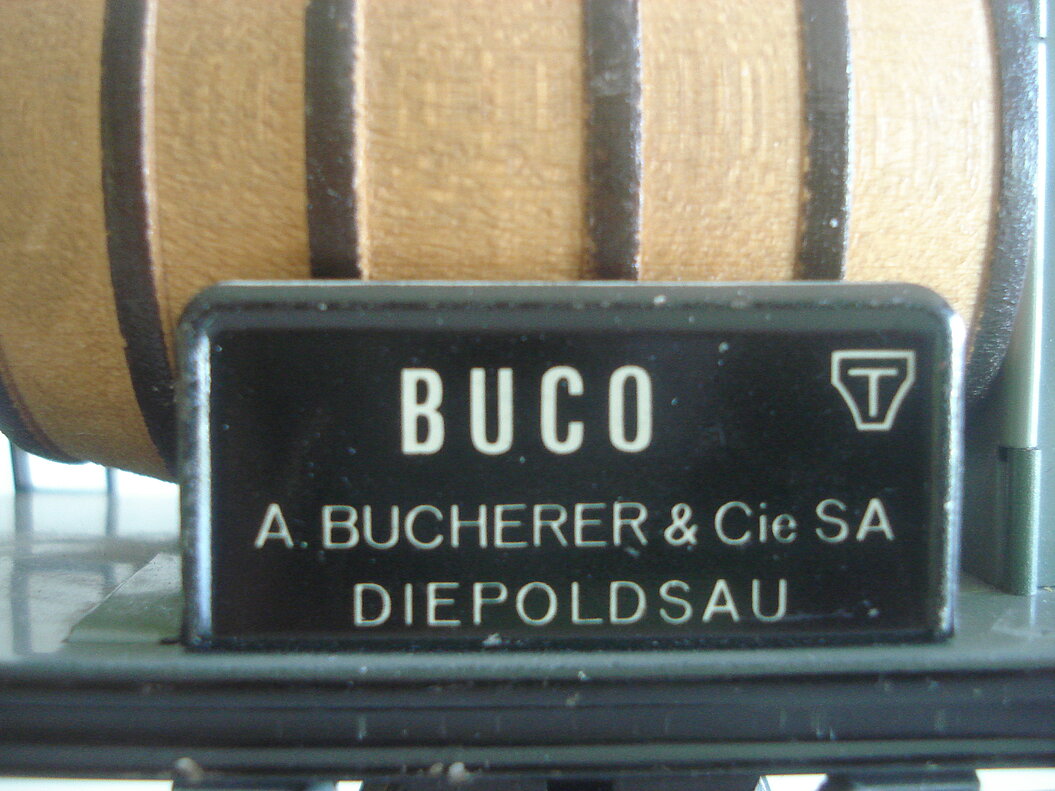 BUCO
T
A. BUCHERER & Cie SA
DIEPOLDSAU